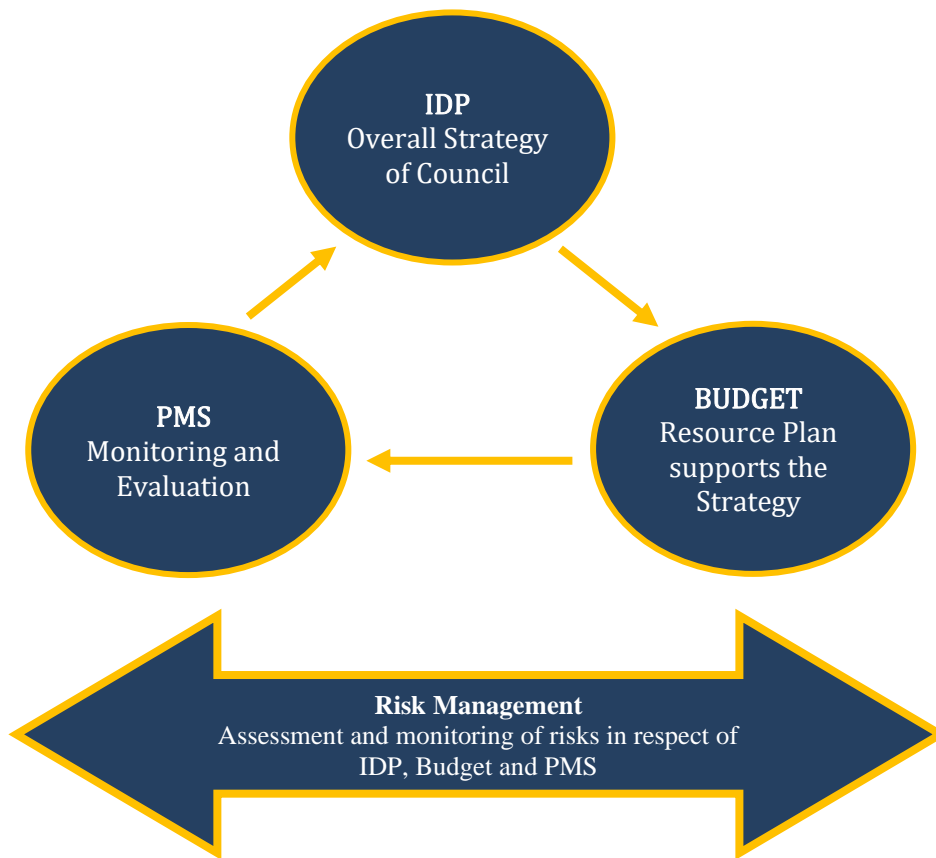 IDP
Overall Strategy
of Council
PMS
Monitoring and
Evaluation
BUDGET
Resource Plan
supports the
Strategy
Risk Management
Assessment and monitoring of risks in respect of
IDP, Budget and PMS